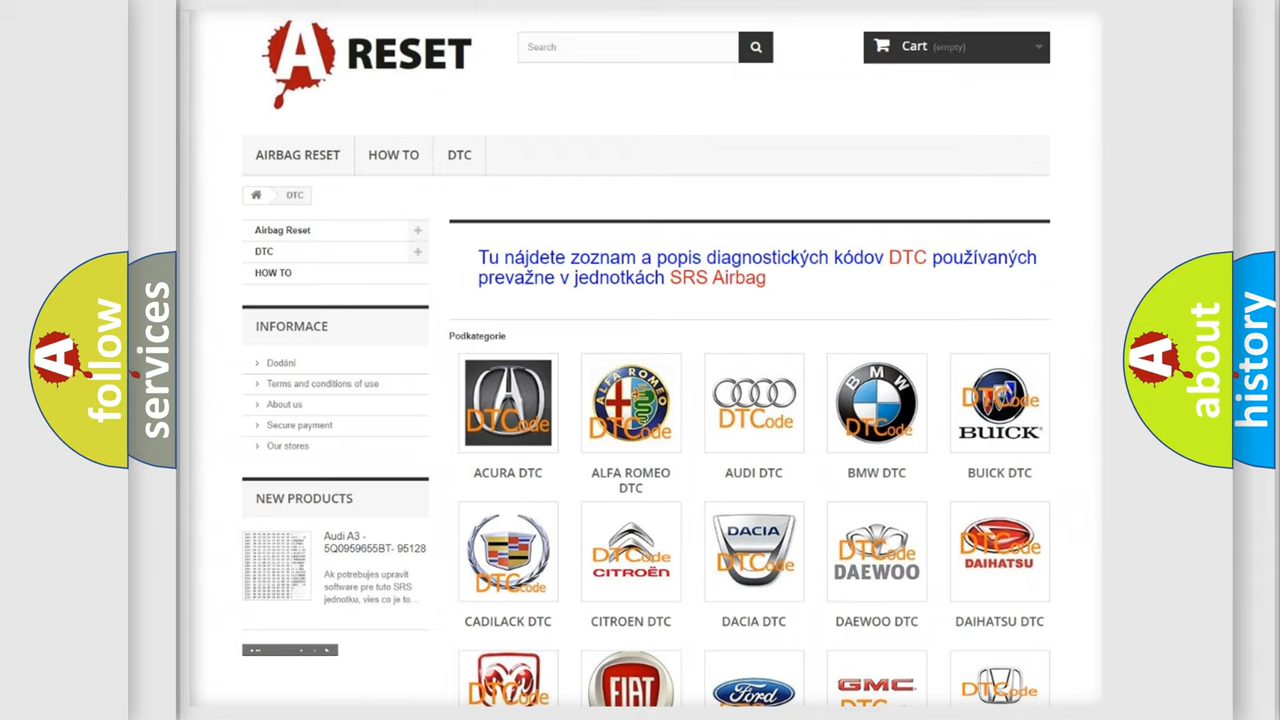 A RESET
Search
Cart (empty)
AIRBAG RESET
HOW TO
DTC
DTC
Airbag Reset
DTC
HOW TO
INFORMACE
Dodání
Terms and conditions of use
About us
Secure payment
Our stores
NEW PRODUCTS
Audi A3 -
5Q0959655BT- 95128
Ak potrebujes upravit
software pre tuto SRS
jednotku, vies co je to...
Tu nájdete zoznam a popis diagnostických kódov DTC používaných
prevažne v jednotkách SRS Airbag
Podkategorie
DTCode
ALFA ROMEO
DTCode
DTCode
BMW
DTCode
DTCode
BUICK
ACURA DTC
ALFA ROMEO
DTC
AUDI DTC
BMW DTC
BUICK DTC
DTCode
DTCode
CITROËN
DACIA
DTCode
DTCode
DAEWOO
DTCode
DAIHATSU
CADILACK DTC
CITROEN DTC
DACIA DTC
DAEWOO DTC
DAIHATSU DTC
DTCode
FIAT
Ford
GMC
DTCode
A follow
services
A about
history